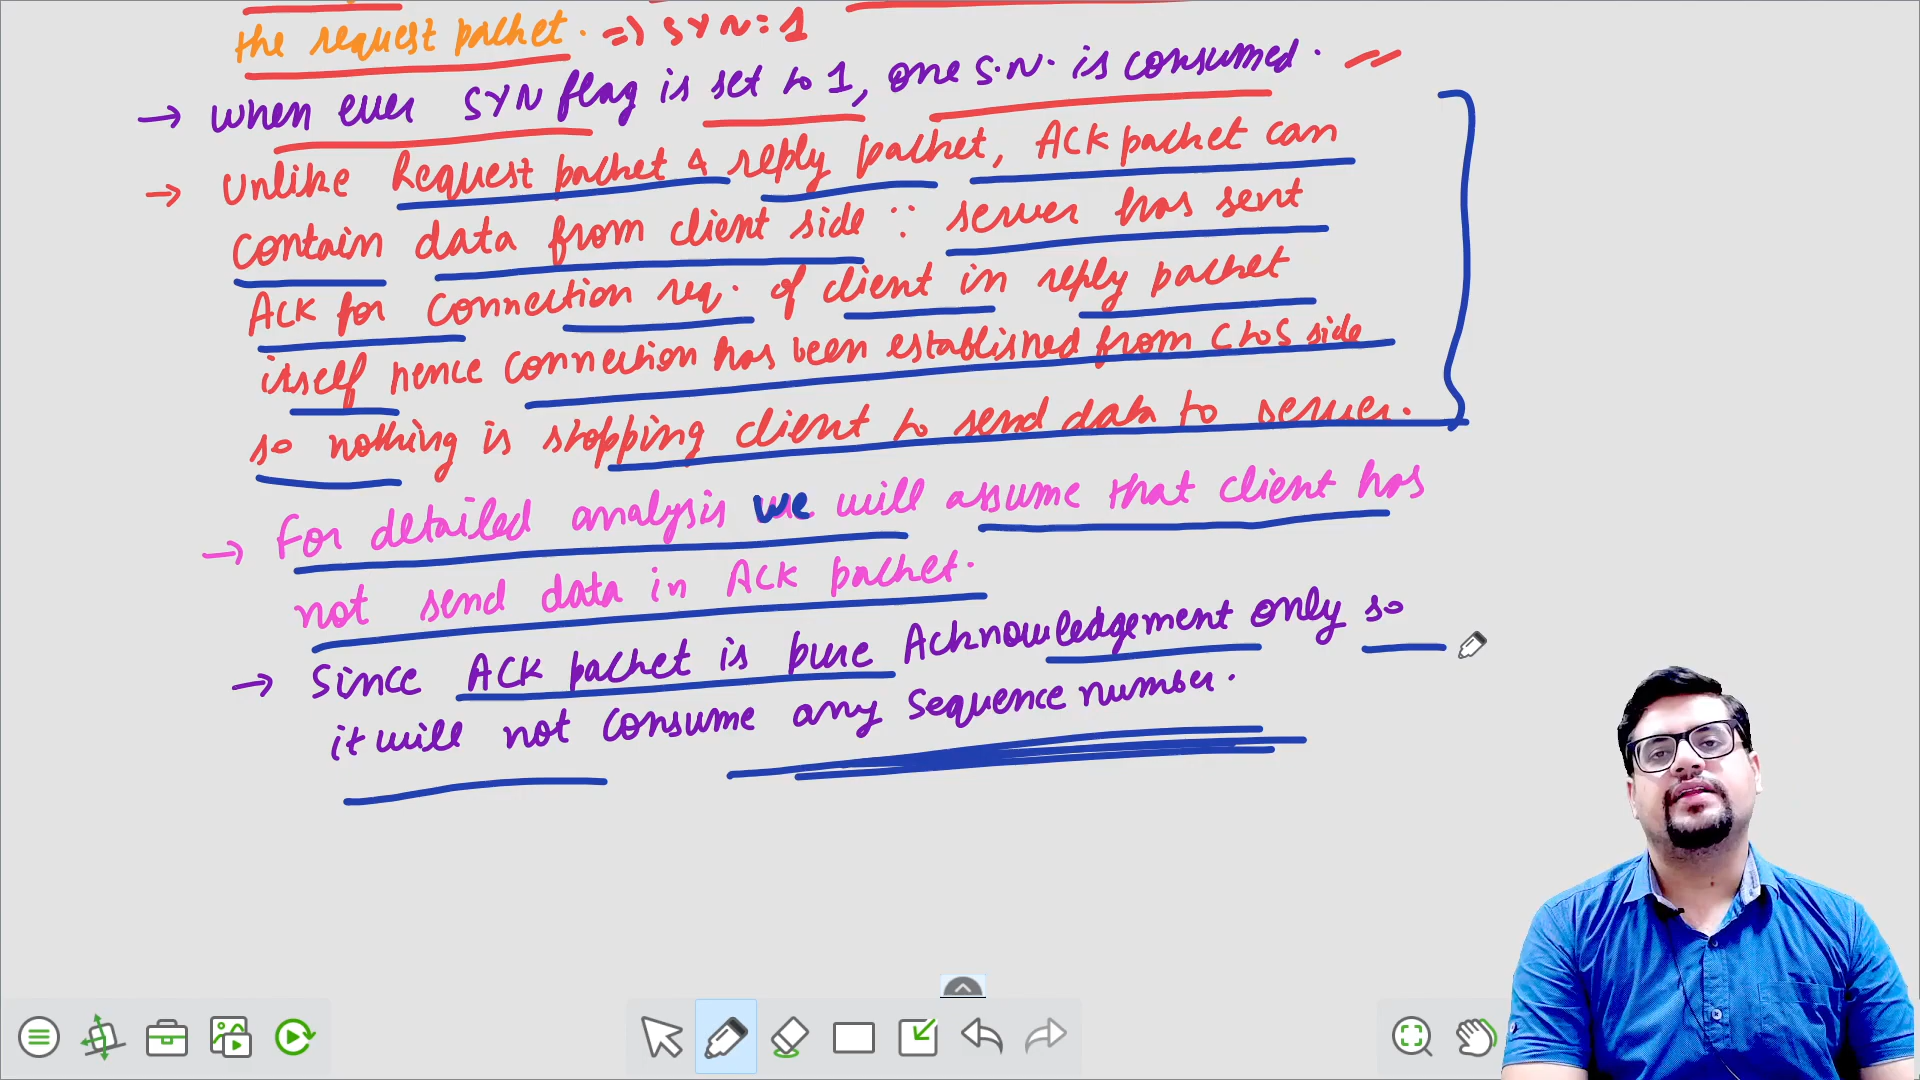 the request packet. => SYN=1
→ When ever SYN flag is set to 1, one S.N. is consumed.
→ Unlike Request packet & reply packet, ACK packet can
contain data from client side ∵ server has sent
ACK for connection req. of client in reply packet
itself hence connection has been established from C to S side
so nothing is stopping client to send data to server.
→ For detailed analysis we will assume that client has
not send data in ACK packet.
→ Since ACK packet is pure Acknowledgement only so
it will not consume any sequence number.